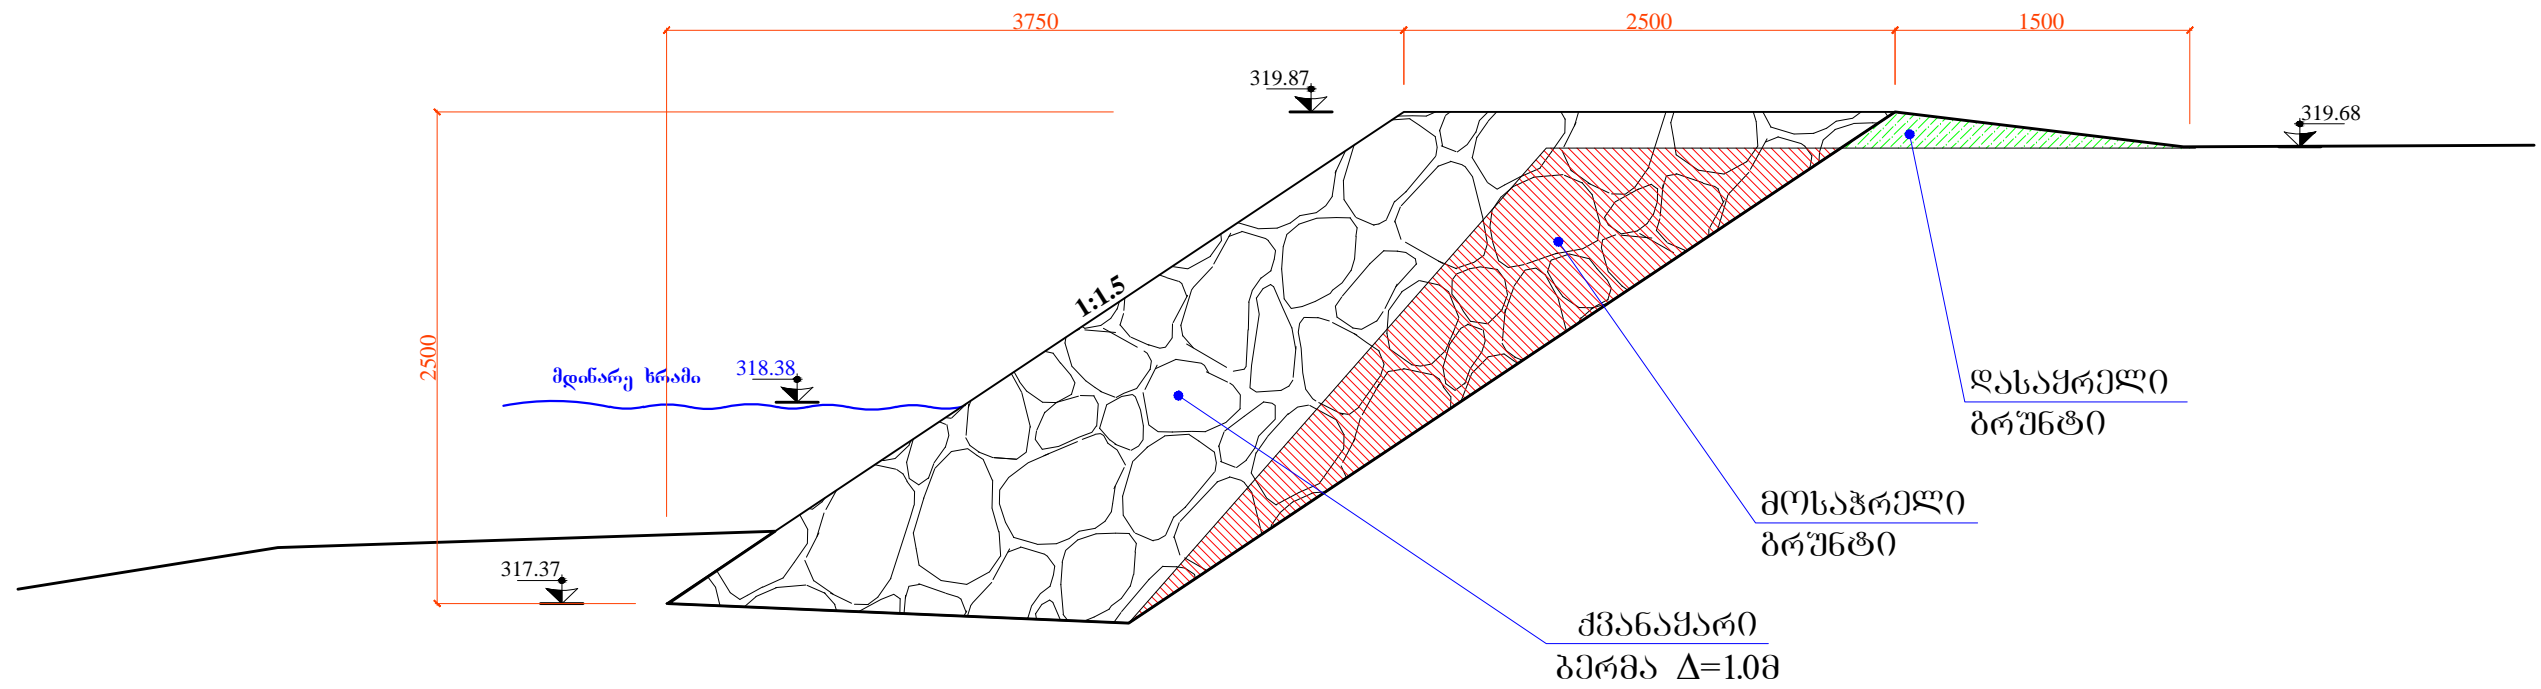 3750
2500
1500
319.87
319.68
1:1.5
2500
მდინარე ხრამი
318.38
დასაყრელი
გრუნტი
მოსაჭრელი
გრუნტი
317.37
ქვანაყარი
ბერმა Δ=1.0მ